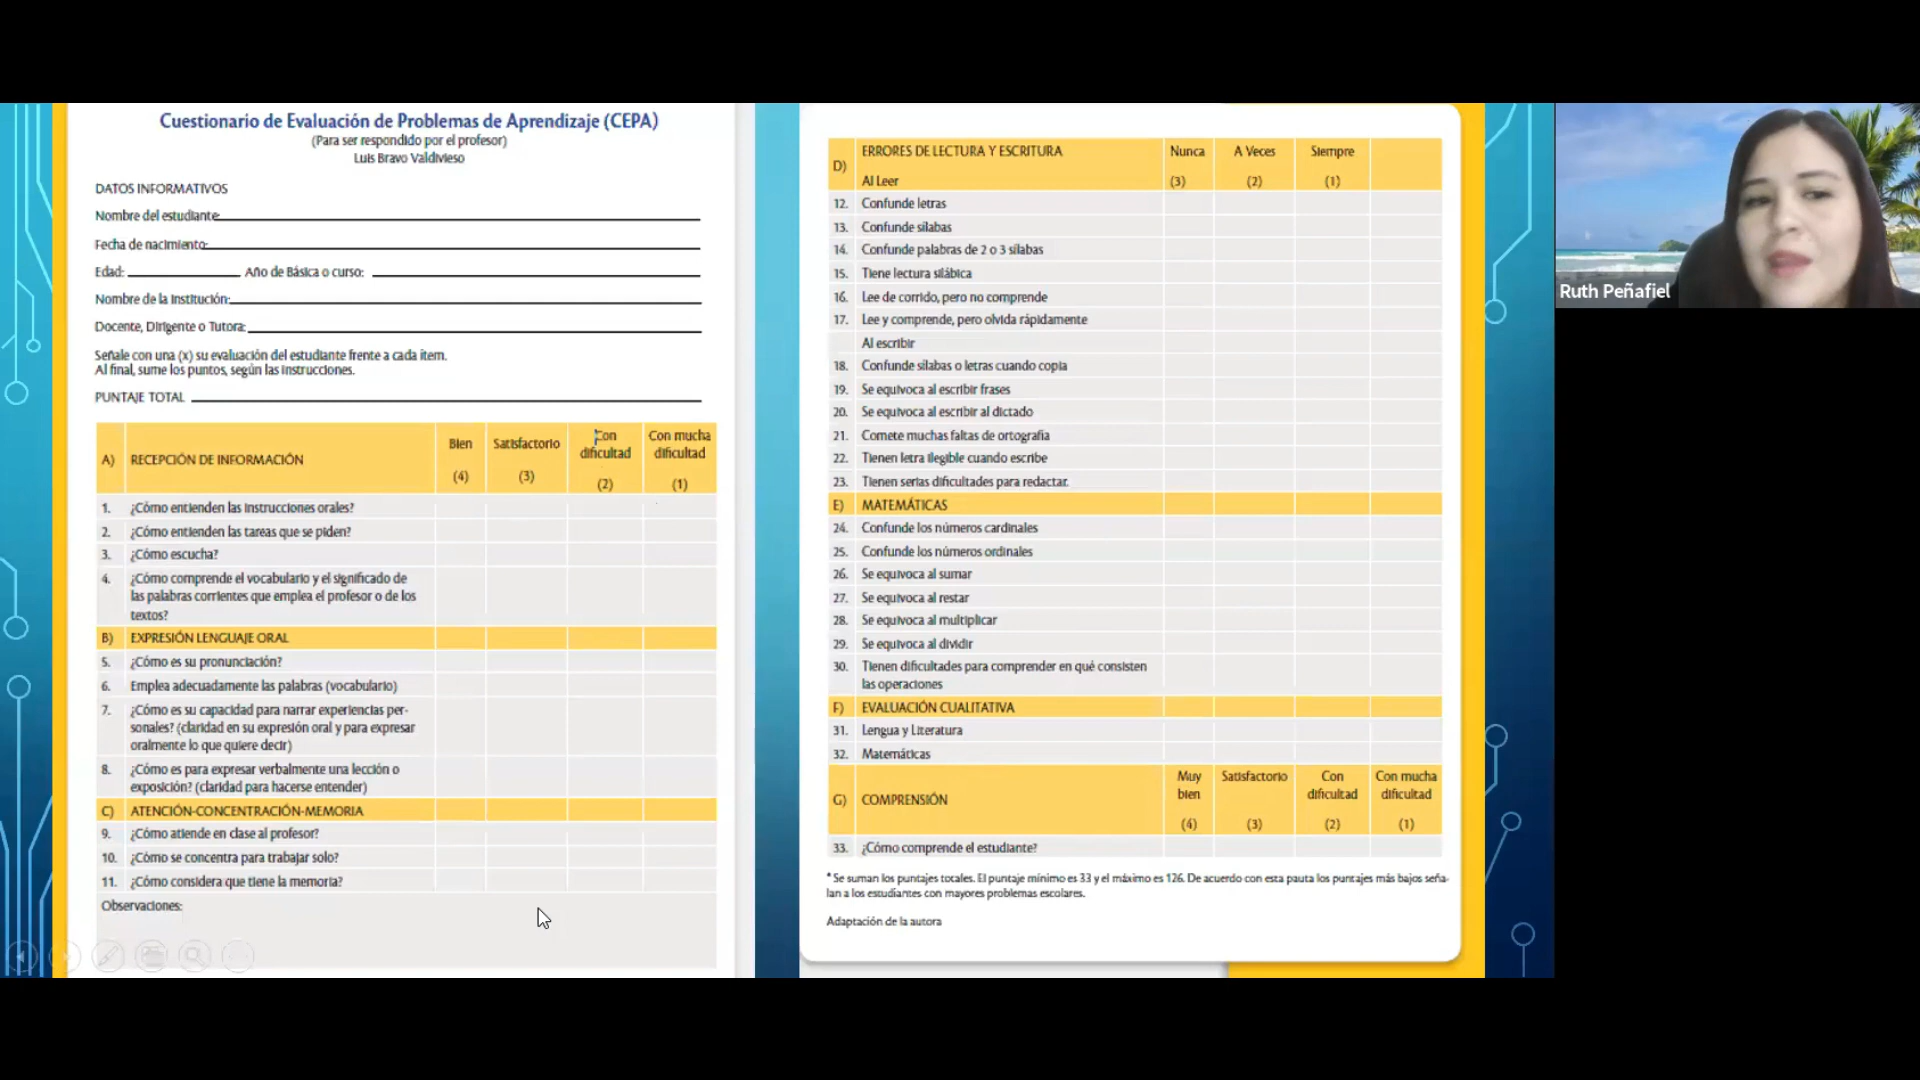 Cuestionario de Evaluación de Problemas de Aprendizaje (CEPA)
(Para ser respondido por el profesor)
Luis Bravo Valdivieso
DATOS INFORMATIVOS
Nombre del estudiante:
Fecha de nacimiento:
Edad: Año de Básica o curso:
Nombre de la Institución:
Docente, Dirigente o Tutora:
Señale con una (x) su evaluación del estudiante frente a cada ítem.
Al final, sume los puntos, según las instrucciones.
PUNTAJE TOTAL
A) RECEPCIÓN DE INFORMACIÓN Bien (4) Satisfactorio (3) Con dificultad (2) Con mucha dificultad (1)
1. ¿Cómo entienden las instrucciones orales?
2. ¿Cómo entienden las tareas que se piden?
3. ¿Cómo escucha?
4. ¿Cómo comprende el vocabulario y el significado de
las palabras corrientes que emplea el profesor o de los
textos?
B) EXPRESIÓN LENGUAJE ORAL
5. ¿Cómo es su pronunciación?
6. Emplea adecuadamente las palabras (vocabulario)
7. ¿Cómo es su capacidad para narrar experiencias per-
sonales? (claridad en su expresión oral y para expresar
oralmente lo que quiere decir)
8. ¿Cómo es para expresar verbalmente una lección o
exposición? (claridad para hacerse entender)
C) ATENCIÓN-CONCENTRACIÓN-MEMORIA
9. ¿Cómo atiende en clase al profesor?
10. ¿Cómo se concentra para trabajar solo?
11. ¿Cómo considera que tiene la memoria?
Observaciones:
D) ERRORES DE LECTURA Y ESCRITURA Nunca A Veces Siempre
Al Leer (3) (2) (1)
12. Confunde letras
13. Confunde sílabas
14. Confunde palabras de 2 o 3 sílabas
15. Tiene lectura silábica
16. Lee de corrido, pero no comprende
17. Lee y comprende, pero olvida rápidamente
Al escribir
18. Confunde sílabas o letras cuando copia
19. Se equivoca al escribir frases
20. Se equivoca al escribir al dictado
21. Comete muchas faltas de ortografía
22. Tienen letra ilegible cuando escribe
23. Tienen serias dificultades para redactar.
E) MATEMÁTICAS
24. Confunde los números cardinales
25. Confunde los números ordinales
26. Se equivoca al sumar
27. Se equivoca al restar
28. Se equivoca al multiplicar
29. Se equivoca al dividir
30. Tienen dificultades para comprender en qué consisten
las operaciones
F) EVALUACIÓN CUALITATIVA
31. Lengua y Literatura
32. Matemáticas
G) COMPRENSIÓN Muy bien (4) Satisfactorio (3) Con dificultad (2) Con mucha dificultad (1)
33. ¿Cómo comprende el estudiante?
* Se suman los puntajes totales. El puntaje mínimo es 33 y el máximo es 126. De acuerdo con esta pauta los puntajes más bajos seña-
lan a los estudiantes con mayores problemas escolares.
Adaptación de la autora
Ruth Peñafiel